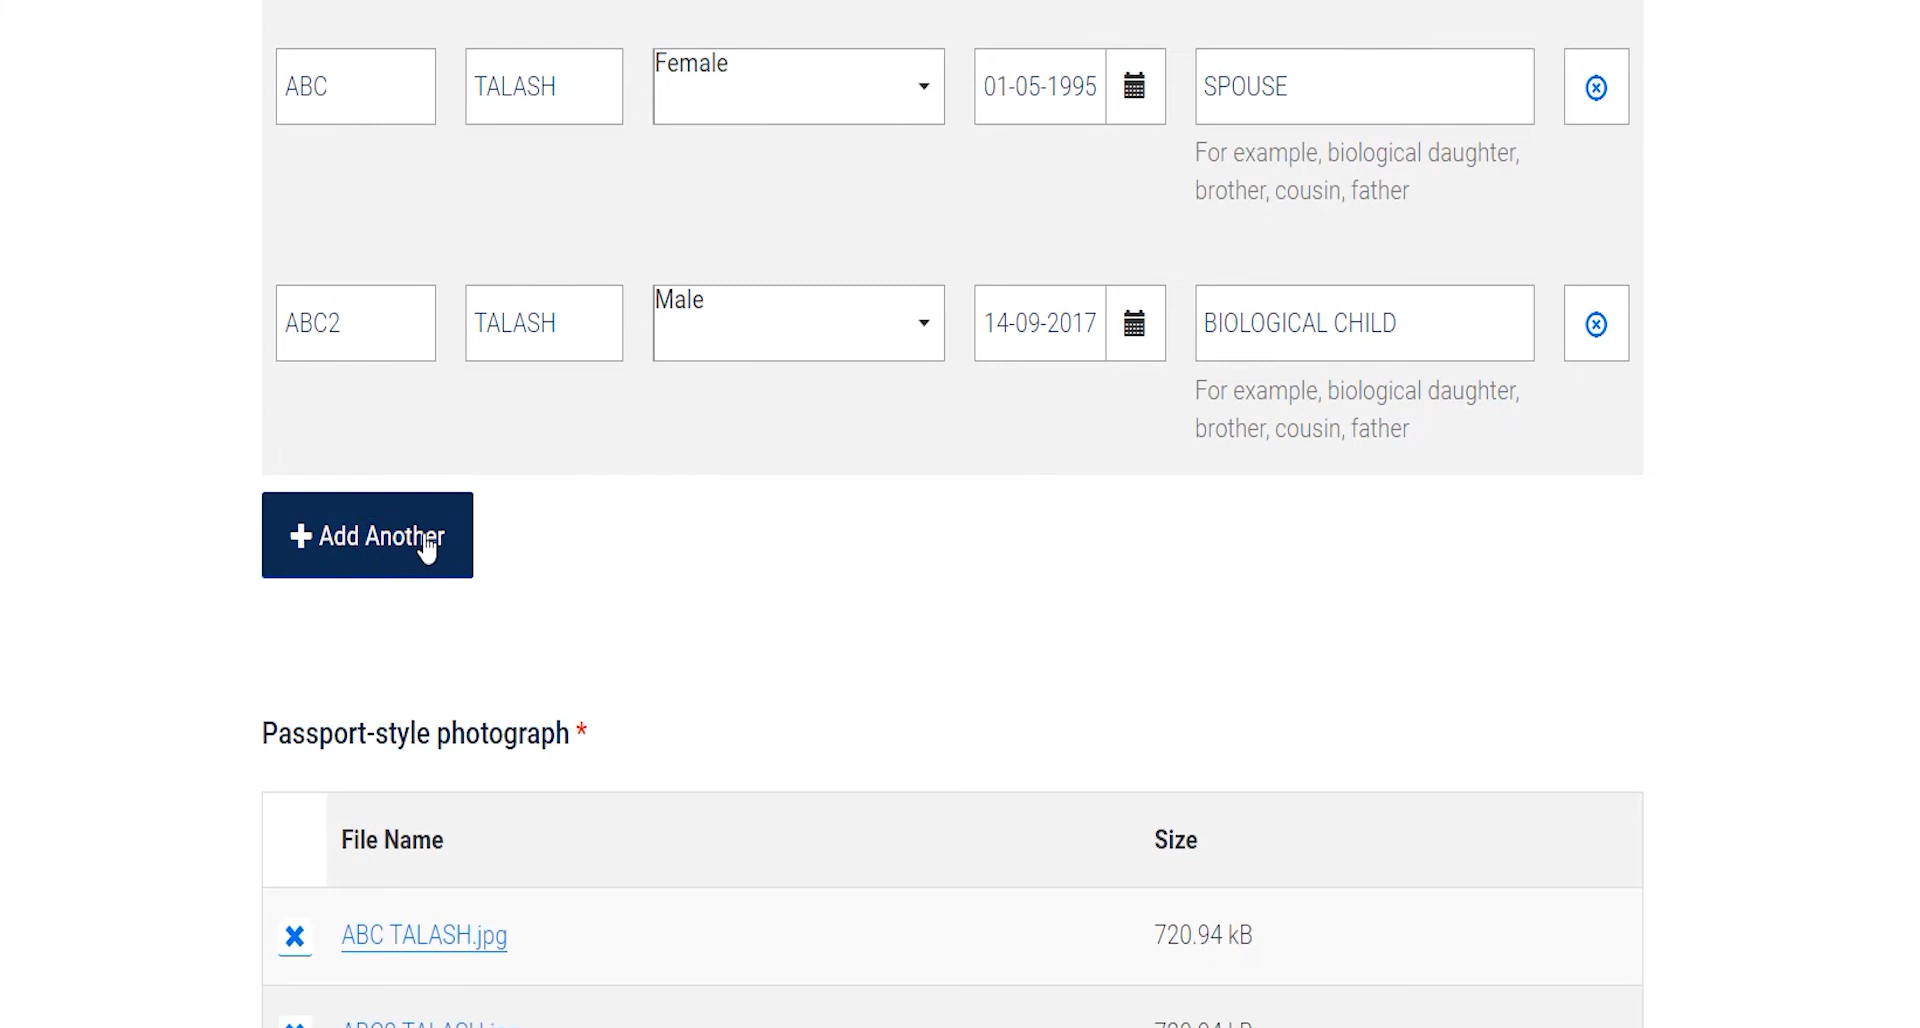 ABC TALASH Female 01-05-1995 SPOUSE
For example, biological daughter,
brother, cousin, father
ABC2 TALASH Male 14-09-2017 BIOLOGICAL CHILD
For example, biological daughter,
brother, cousin, father
Add Another
Passport-style photograph *
File Name Size
ABC TALASH.jpg 720.94 kB